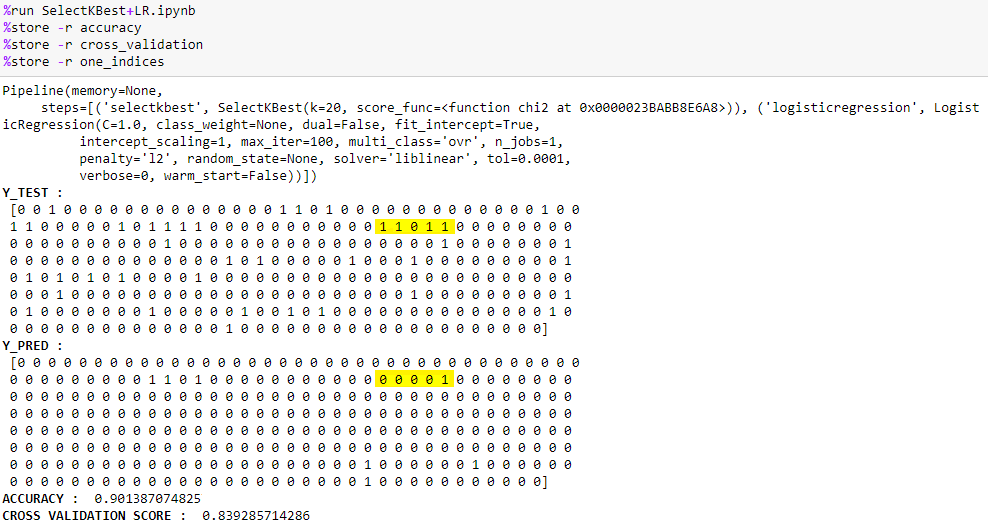 %run SelectKBest+LR.ipynb
%store -r accuracy
%store -r cross_validation
%store -r one_indices
Pipeline(memory=None,
steps=[('selectkbest', SelectKBest(k=20, score_func=<function chi2 at 0x0000023BABB8E6A8>)), ('logisticregression', Logist
icRegression(C=1.0, class_weight=None, dual=False, fit_intercept=True,
intercept_scaling=1, max_iter=100, multi_class='ovr', n_jobs=1,
penalty='l2', random_state=None, solver='liblinear', tol=0.0001,
verbose=0, warm_start=False))])
Y_TEST :
[0 0 1 0 0 0 0 0 0 0 0 0 0 0 0 0 0 1 1 0 1 0 0 0 0 0 0 0 0 0 0 0 0 0 1 0 0
1 1 0 0 0 0 0 1 0 1 1 1 1 0 0 0 0 0 0 0 0 0 0 0 1 1 0 1 1 0 0 0 0 0 0 0 0
0 0 0 0 0 0 0 0 0 0 1 0 0 0 0 0 0 0 0 0 0 0 0 0 0 0 0 0 1 0 0 0 0 0 0 0 1
0 0 0 0 0 0 0 0 0 0 0 0 0 0 1 0 1 0 0 0 0 0 1 0 0 0 1 0 0 0 0 0 0 0 0 0 1
0 1 0 1 0 1 0 1 0 0 0 0 1 0 0 0 0 0 0 0 0 0 0 0 0 0 0 0 0 0 0 0 0 0 0 0 0
0 0 0 1 0 0 0 0 0 0 0 0 0 0 0 0 0 0 0 0 0 0 0 0 0 0 1 0 0 0 0 0 0 0 0 0 1
0 1 0 0 0 0 0 0 0 1 0 0 0 0 0 1 0 0 1 0 1 0 0 0 0 0 0 0 0 0 0 0 0 0 0 1 0
0 0 0 0 0 0 0 0 0 0 0 0 0 0 1 0 0 0 0 0 0 0 0 0 0 0 0 0 0 0 0 0 0 0 0]
Y_PRED :
[0 0 0 0 0 0 0 0 0 0 0 0 0 0 0 0 0 0 0 0 0 0 0 0 0 0 0 0 0 0 0 0 0 0 0 0 0
0 0 0 0 0 0 0 0 0 1 1 0 1 0 0 0 0 0 0 0 0 0 0 0 0 0 0 0 1 0 0 0 0 0 0 0 0
0 0 0 0 0 0 0 0 0 0 0 0 0 0 0 0 0 0 0 0 0 0 0 0 0 0 0 0 0 0 0 0 0 0 0 0 0
0 0 0 0 0 0 0 0 0 0 0 0 0 0 0 0 0 0 0 0 0 0 0 0 0 0 0 0 0 0 0 0 0 0 0 0 0
0 0 0 0 0 0 0 0 0 0 0 0 0 0 0 0 0 0 0 0 0 0 0 0 0 0 0 0 0 0 0 0 0 0 0 0 0
0 0 0 0 0 0 0 0 0 0 0 0 0 0 0 0 0 0 0 0 0 0 0 0 0 0 0 0 0 0 0 0 0 0 0 0 0
0 0 0 0 0 0 0 0 0 0 0 0 0 0 0 0 0 0 0 0 0 0 0 1 0 0 0 0 0 0 1 0 0 0 0 0 0
0 0 0 0 0 0 0 0 0 0 0 0 0 0 0 0 0 0 0 0 0 0 0 1 0 0 0 0 0 0 0 0 0 0 0]
ACCURACY : 0.901387074825
CROSS VALIDATION SCORE : 0.839285714286